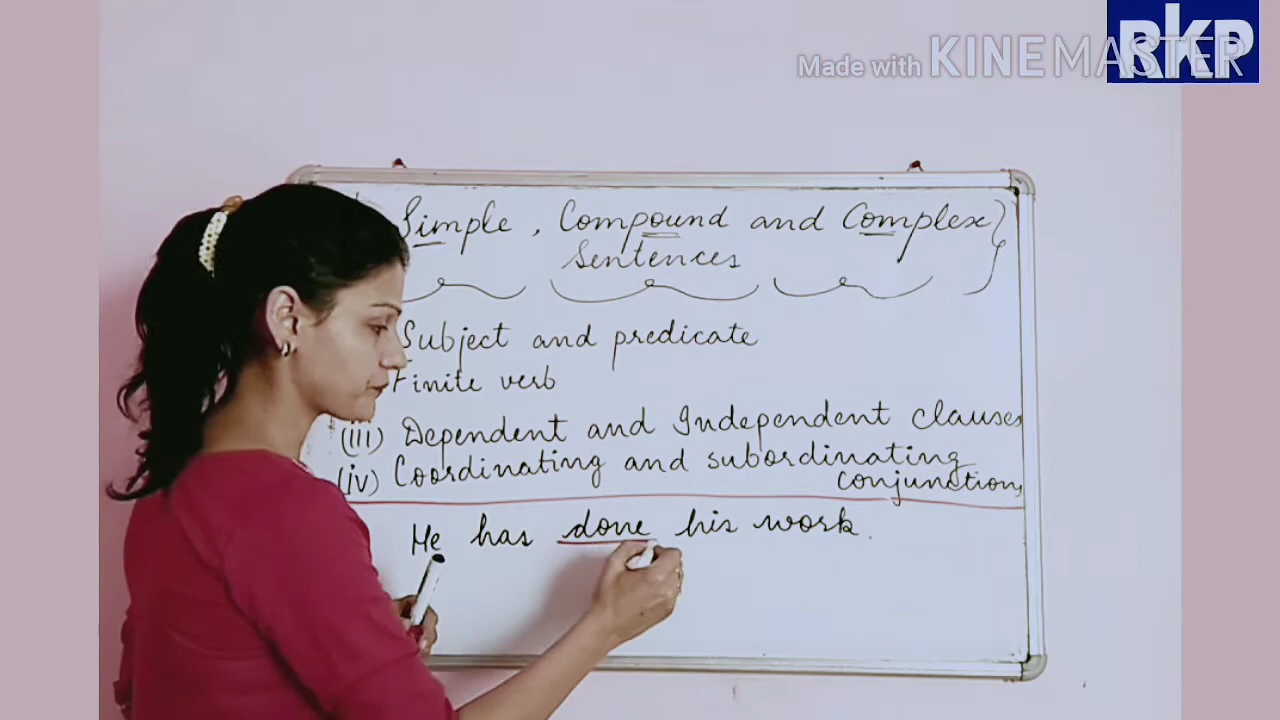 Made with KINEMASTER
RKP
Simple, Compound and Complex
Sentences
Subject and predicate
Finite verb
(iii) Dependent and Independent clauses
(iv) Coordinating and subordinating
conjunctions
He has done his work.